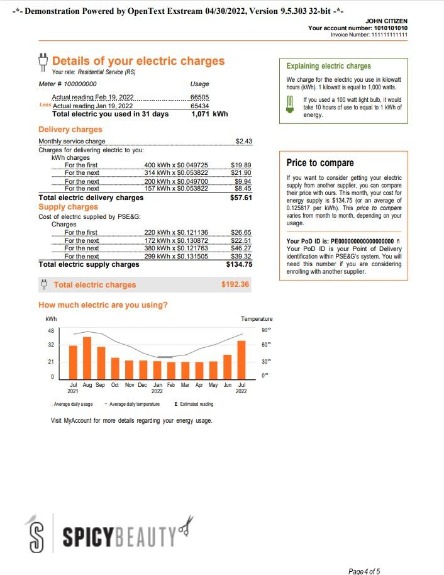 -*- Demonstration Powered by OpenText Exstream 04/30/2022, Version 9.5.303 32-bit -*-
JOHN CITIZEN
Your account number: 1010101010
Invoice Number: 111111111111
Details of your electric charges
Your rate: Residential Service (RS)
Meter # 100000000 Usage
Actual reading Feb 19, 2022 66505
Less Actual reading Jan 19, 2022 65434
Total electric you used in 31 days 1,071 kWh
Delivery charges
Monthly service charge $2.43
Charges for delivering electric to you:
kWh charges
For the first 400 kWh x $0.049725 $19.89
For the next 314 kWh x $0.053822 $21.90
For the next 200 kWh x $0.049700 $9.94
For the next 157 kWh x $0.053822 $8.45
Total electric delivery charges $57.61
Supply charges
Cost of electric supplied by PSE&G:
Charges
For the first 220 kWh x $0.121136 $26.65
For the next 172 kWh x $0.130872 $22.51
For the next 380 kWh x $0.121763 $46.27
For the next 299 kWh x $0.131505 $39.32
Total electric supply charges $134.75
Total electric charges $192.36
How much electric are you using?
kWh Temperature
48 90°
32 60°
21 30°
0 0°
Jul Aug Sep Oct Nov Dec Jan Feb Mar Apr May Jun Jul
2021 2022 2022
Average daily usage Average daily temperature E Estimated reading
Visit MyAccount for more details regarding your energy usage.
Explaining electric charges
We charge for the electric you use in kilowatt
hours (kWh). 1 kilowatt is equal to 1,000 watts.
If you used a 100 watt light bulb, it would
take 10 hours of use to equal to 1 kWh of
energy.
Price to compare
If you want to consider getting your electric
supply from another supplier, you can compare
their price with ours. This month, your cost for
energy supply is $134.75 (or an average of
0.125817 per kWh). This price to compare
varies from month to month, depending on your
usage.
Your PoD ID is:
Your PoD ID is your Point of Delivery
identification within PSE&G's system. You will
need this number if you are considering
enrolling with another supplier.
S SPICYBEAUTY
Page 4 of 5